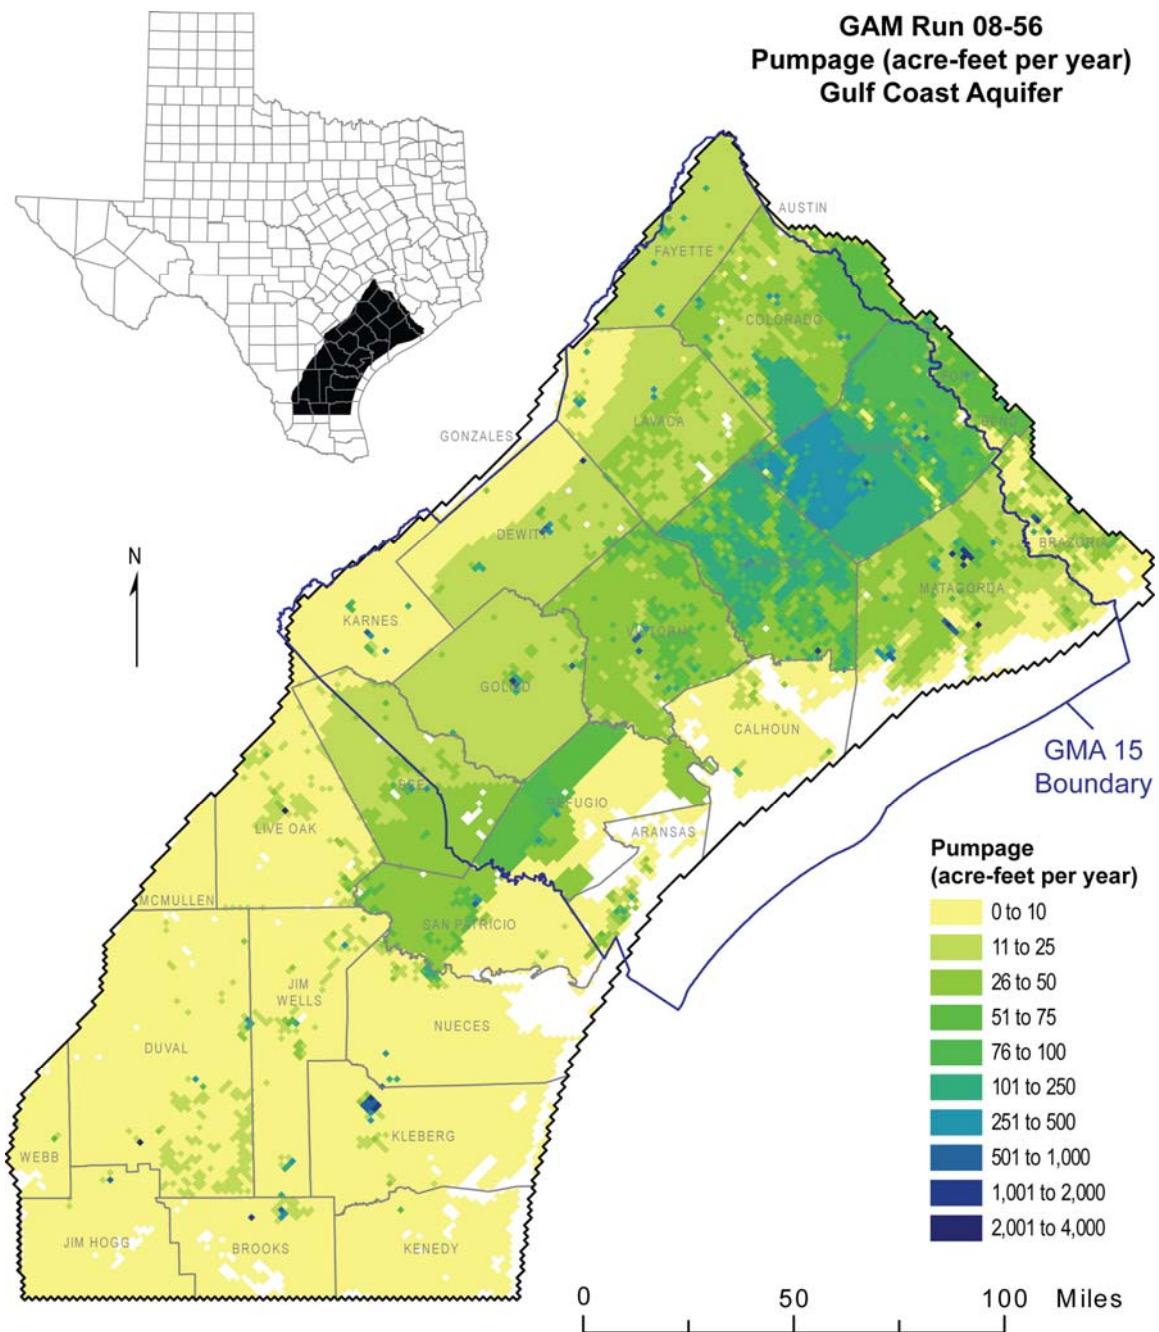 GAM Run 08-56
Pumpage (acre-feet per year)
Gulf Coast Aquifer
AUSTIN
FAYETTE
COLORADO
LAVACA
GONZALES
BEND
N
DEWITT
BRAZORIA
MATAGORDA
KARNES
VICTORIA
GOLIAD
CALHOUN
GMA 15
Boundary
BEE
REFUGIO
LIVE OAK
ARANSAS
MCMULLEN
SAN PATRICIO
JIM
WELLS
NUECES
DUVAL
KLEBERG
WEBB
JIM HOGG
BROOKS
KENEDY
Pumpage
(acre-feet per year)
0 to 10
11 to 25
26 to 50
51 to 75
76 to 100
101 to 250
251 to 500
501 to 1,000
1,001 to 2,000
2,001 to 4,000
0 50 100 Miles